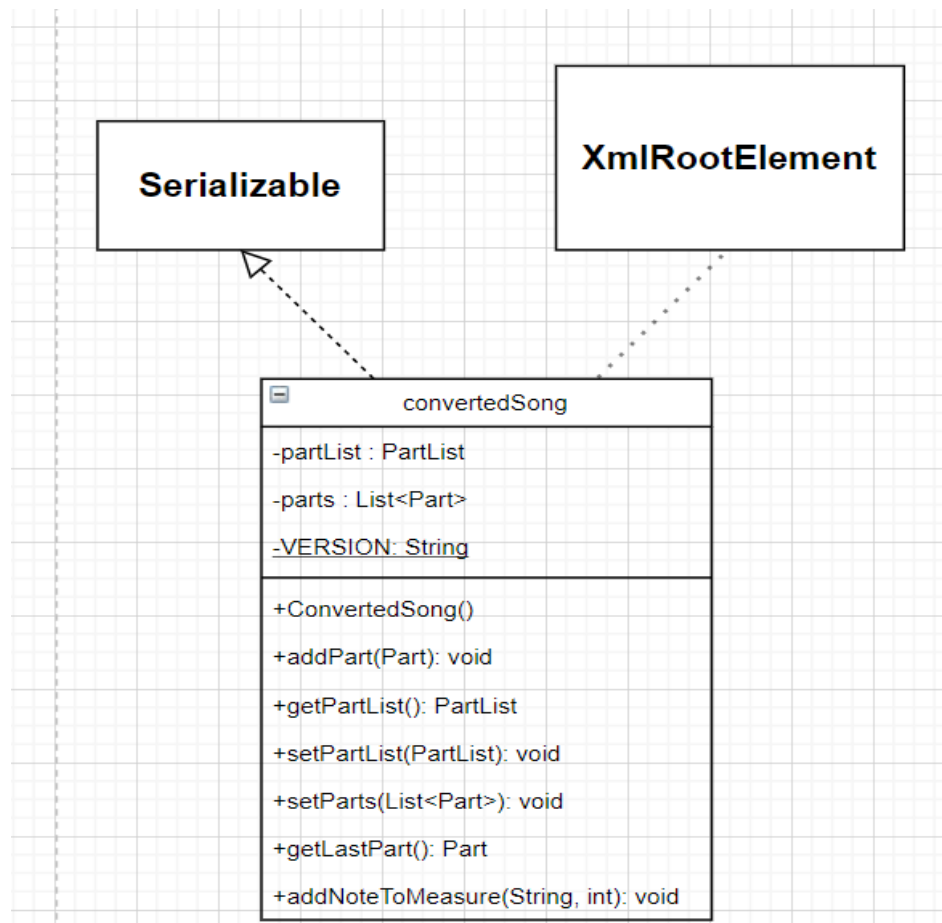 Serializable
XmlRootElement
convertedSong
-partList : PartList
-parts : List<Part>
-VERSION: String
+ConvertedSong()
+addPart(Part): void
+getPartList(): PartList
+setPartList(PartList): void
+setParts(List<Part>): void
+getLastPart(): Part
+addNoteToMeasure(String, int): void